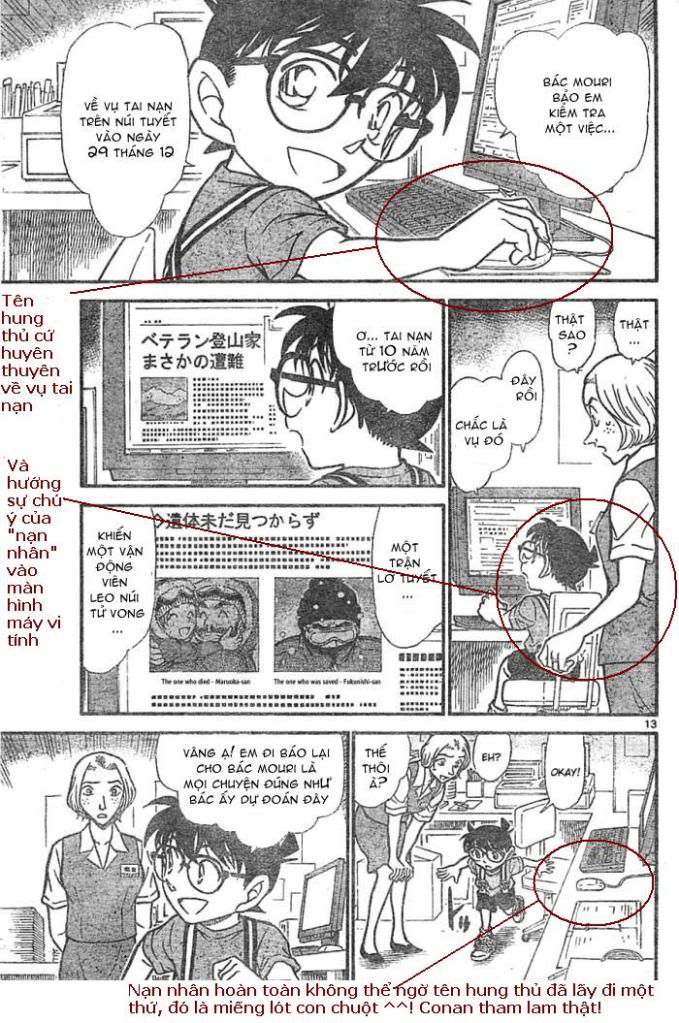 BÁC MOURI
BẢO EM
KIỂM TRA
MỘT VIỆC...
VỀ VỤ TAI NẠN
TRÊN NÚI TUYẾT
VÀO NGÀY
29 THÁNG 12
Tên
hung
thủ cứ
huyên
thuyên
về vụ tai
nạn
THẬT
...
THẬT
SAO
?
ĐÂY
RỒI
CHẮC LÀ
VỤ ĐÓ
Ơ... TAI NẠN
TỪ 10 NĂM
TRƯỚC RỒI
ベテラン登山家
まさかの遭難
Và
hướng
sự chú
ý của
"nạn
nhân"
vào
màn
hình
máy vi
tính
遺体未だ見つからず
MỘT
TRẬN
LỞ TUYẾT
...
KHIẾN
MỘT VẬN
ĐỘNG
VIÊN
LEO NÚI
TỬ VONG
...
The one who died - Maruoka-san
The one who was saved - Fukunishi-san
13
OKAY!
EH?
THẾ
THÔI
À?
VÂNG Ạ! EM ĐI BÁO LẠI
CHO BÁC MOURI LÀ
MỌI CHUYỆN ĐÚNG NHƯ
BÁC ẤY DỰ ĐOÁN ĐÂY
Nạn nhân hoàn toàn không thể ngờ tên hung thủ đã lấy đi một
thứ, đó là miếng lót con chuột ^^! Conan tham lam thật!